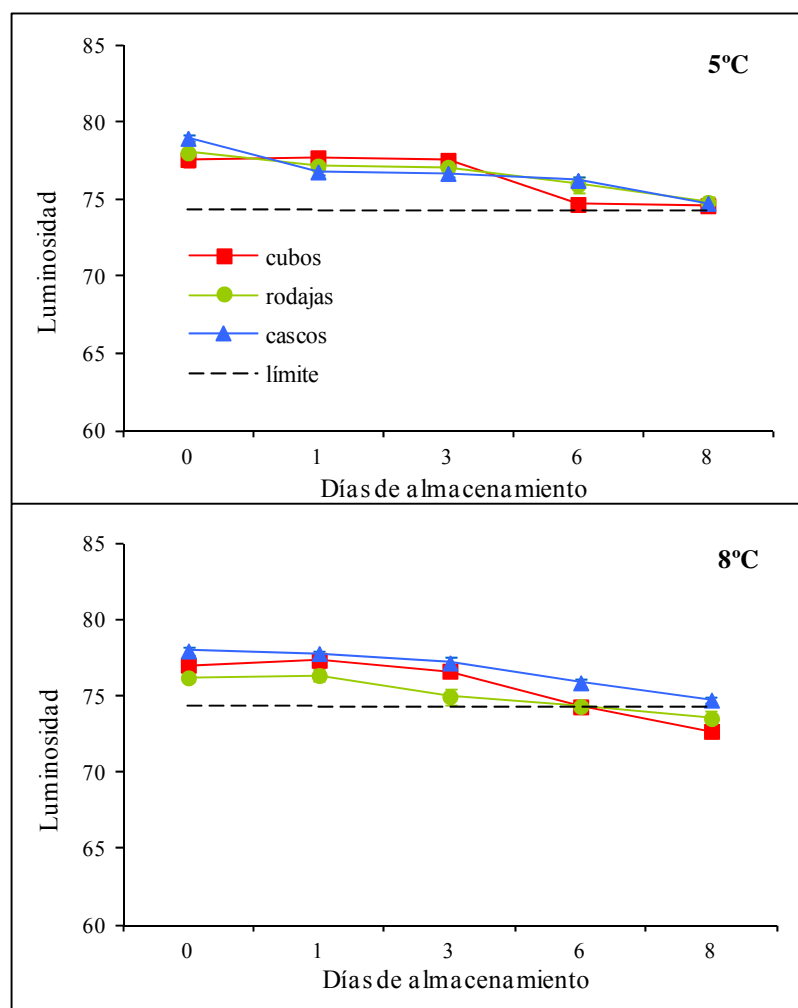 5ºC
85
80
75
70
65
60
Luminosidad
cubos
rodajas
cascos
límite
0 1 3 6 8
Días de almacenamiento
8ºC
85
80
75
70
65
60
Luminosidad
0 1 3 6 8
Días de almacenamiento